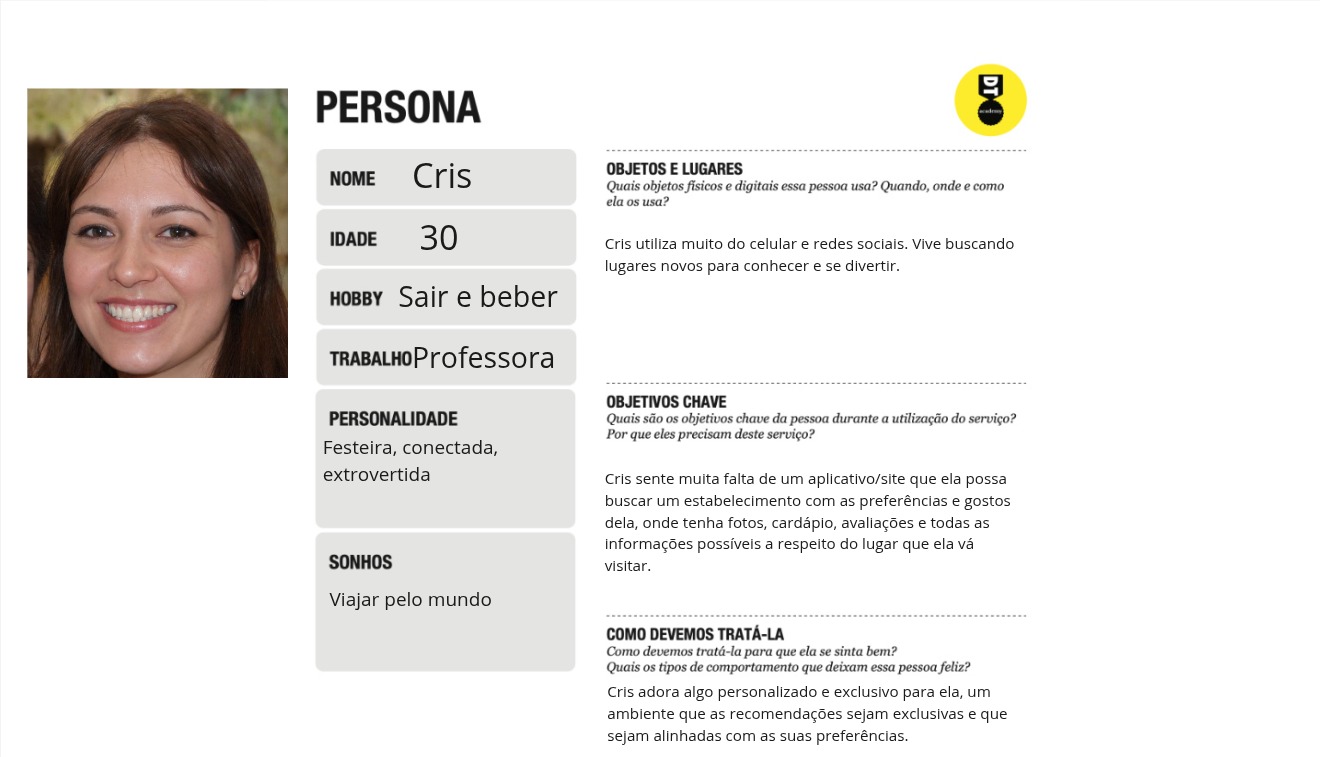 PERSONA
NOME Cris
IDADE 30
HOBBY Sair e beber
TRABALHO Professora
PERSONALIDADE
Festeira, conectada,
extrovertida
SONHOS
Viajar pelo mundo
DT
academy
OBJETOS E LUGARES
Quais objetos físicos e digitais essa pessoa usa? Quando, onde e como
ela os usa?
Cris utiliza muito do celular e redes sociais. Vive buscando
lugares novos para conhecer e se divertir.
OBJETIVOS CHAVE
Quais são os objetivos chave da pessoa durante a utilização do serviço?
Por que eles precisam deste serviço?
Cris sente muita falta de um aplicativo/site que ela possa
buscar um estabelecimento com as preferências e gostos
dela, onde tenha fotos, cardápio, avaliações e todas as
informações possíveis a respeito do lugar que ela vá
visitar.
COMO DEVEMOS TRATÁ-LA
Como devemos tratá-la para que ela se sinta bem?
Quais os tipos de comportamento que deixam essa pessoa feliz?
Cris adora algo personalizado e exclusivo para ela, um
ambiente que as recomendações sejam exclusivas e que
sejam alinhadas com as suas preferências.